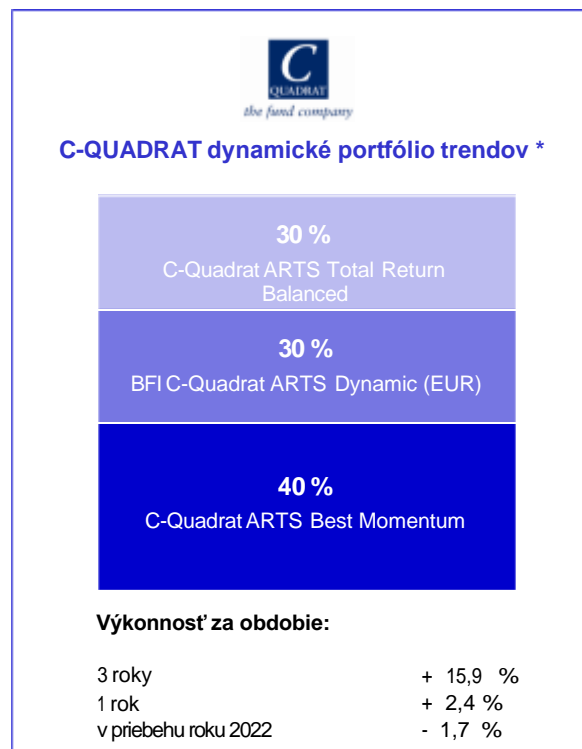 C
QUADRAT
the fund company
C-QUADRAT dynamické portfólio trendov *
30 %
C-Quadrat ARTS Total Return
Balanced
30 %
BFI C-Quadrat ARTS Dynamic (EUR)
40 %
C-Quadrat ARTS Best Momentum
Výkonnosť za obdobie:
3 roky + 15,9 %
1 rok + 2,4 %
v priebehu roku 2022 - 1,7 %